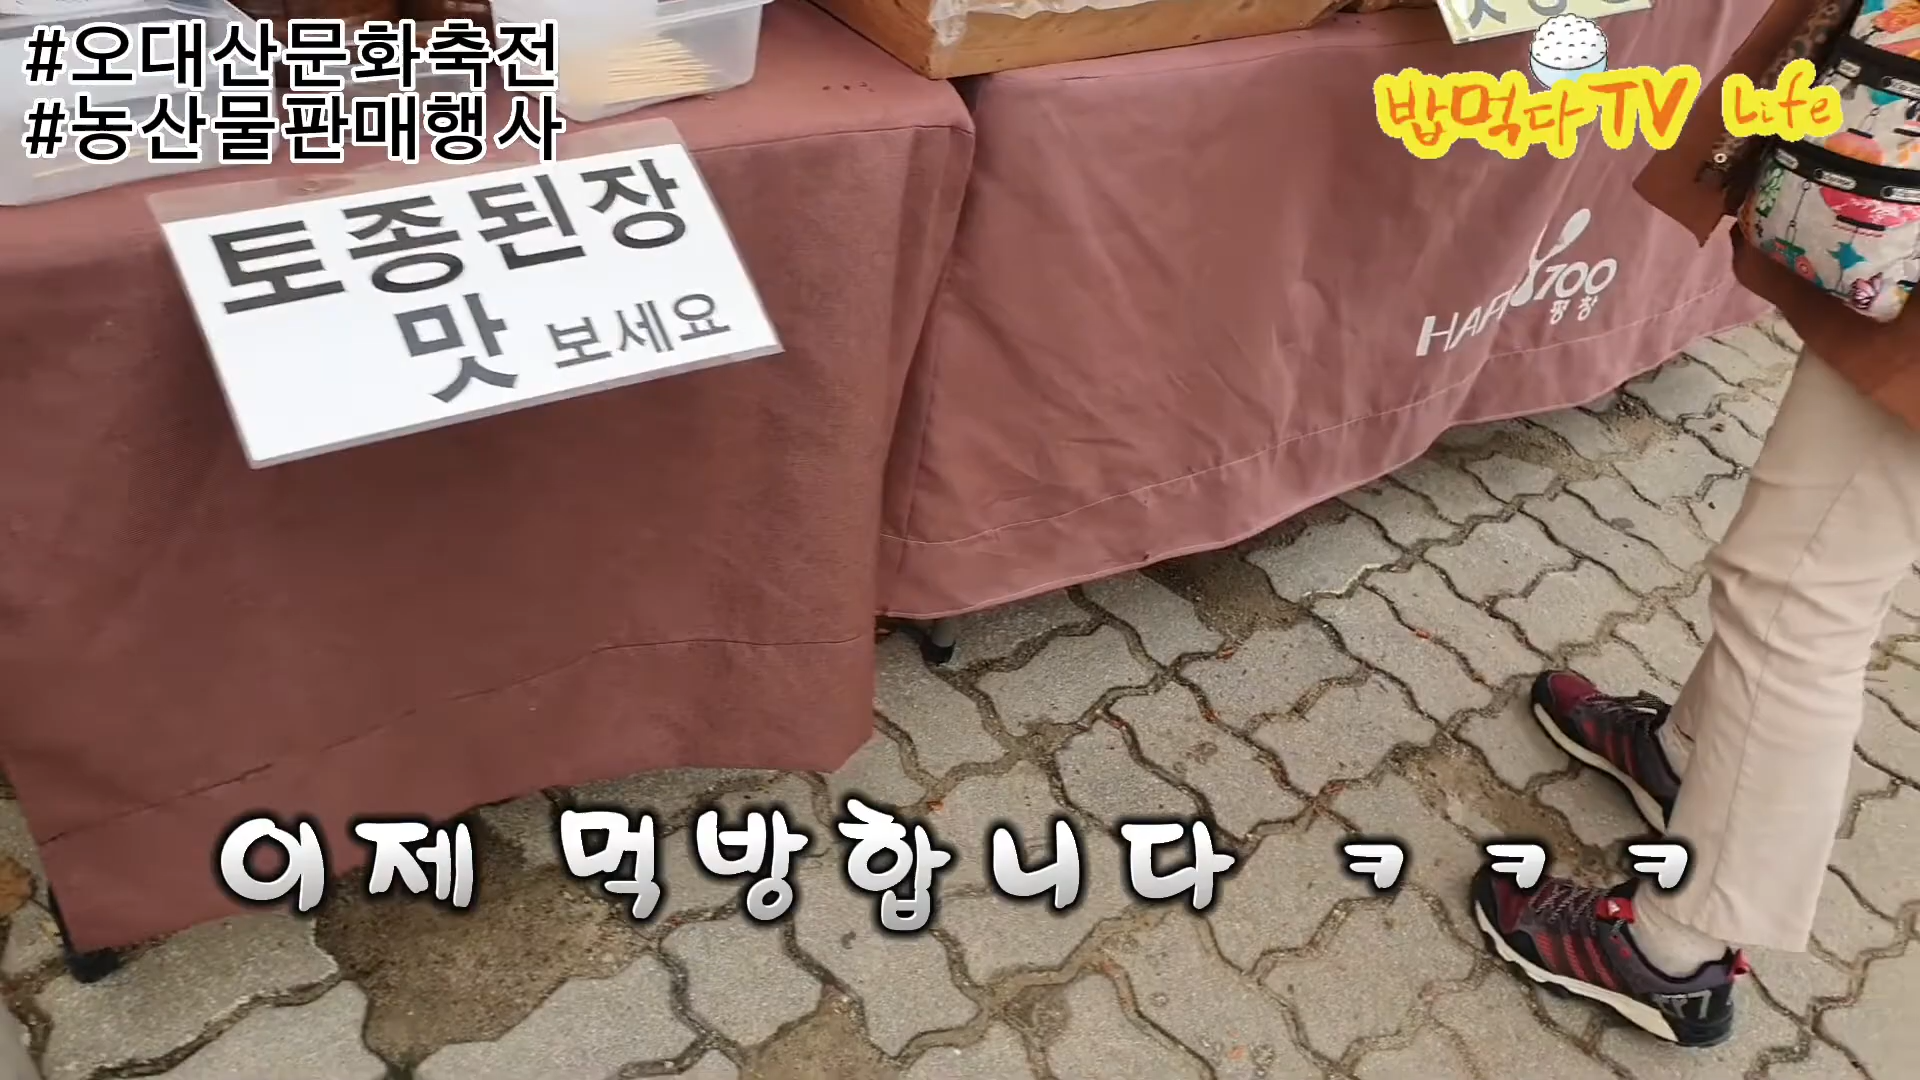 #오대산문화축전
#농산물판매행사
밥먹다TV Life
토종된장
맛 보세요
700
평창
이제 먹방합니다 ㅋㅋㅋ